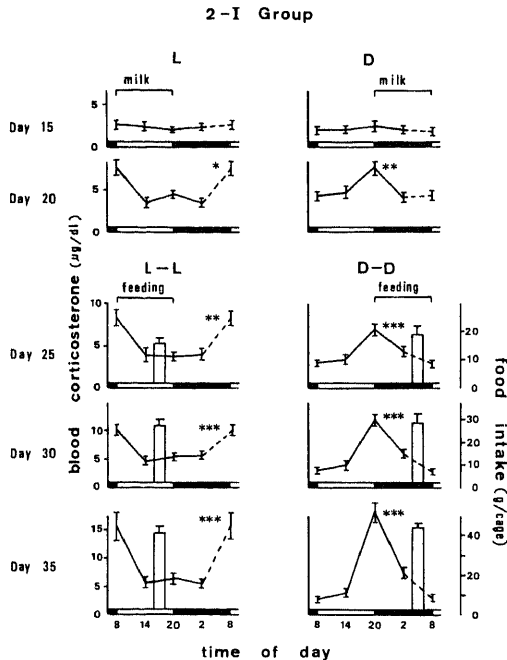 2-I Group
L D
milk milk
Day 15
5
0
Day 20
* **
5
0
L-L D-D
feeding feeding
Day 25
10
5
0
** ***
20
10
0
Day 30
10
5
0
*** ***
30
20
10
0
Day 35
15
10
5
0
*** ***
40
20
0
8 14 20 2 8 8 14 20 2 8
time of day
blood corticosterone (μg/dl)
food intake (g/cage)